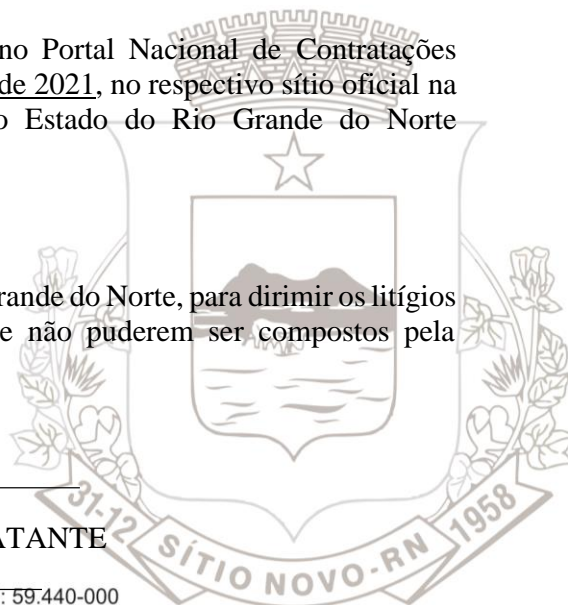 no Portal Nacional de Contratações
de 2021, no respectivo sítio oficial na
o Estado do Rio Grande do Norte
rande do Norte, para dirimir os litígios
e não puderem ser compostos pela
ATANTE
31-12 SÍTIO NOVO-RN 1958
: 59.440-000